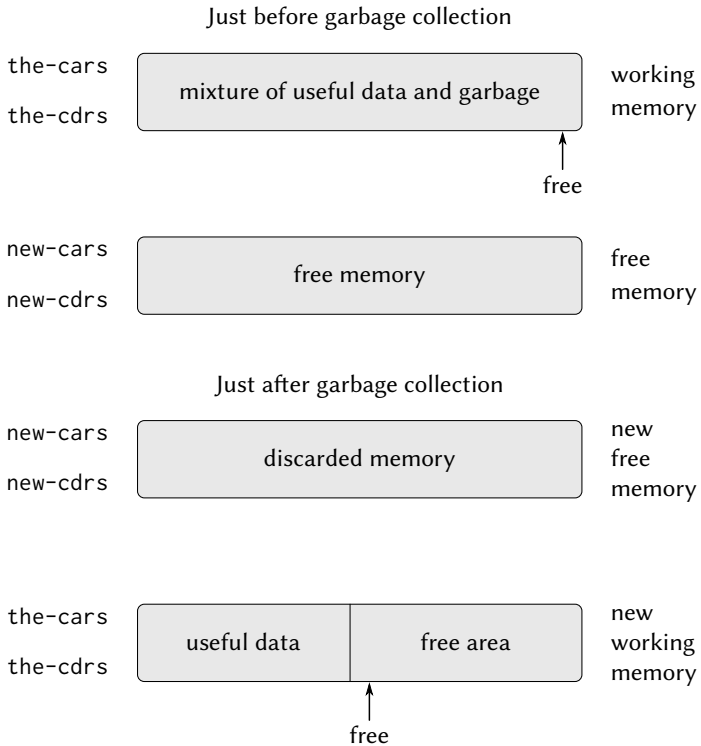 Just before garbage collection
the-cars
mixture of useful data and garbage
working
the-cdrs
memory
free
new-cars
free memory
free
new-cdrs
memory
Just after garbage collection
new-cars
discarded memory
new
free
new-cdrs
memory
the-cars
useful data
free area
new
working
the-cdrs
memory
free